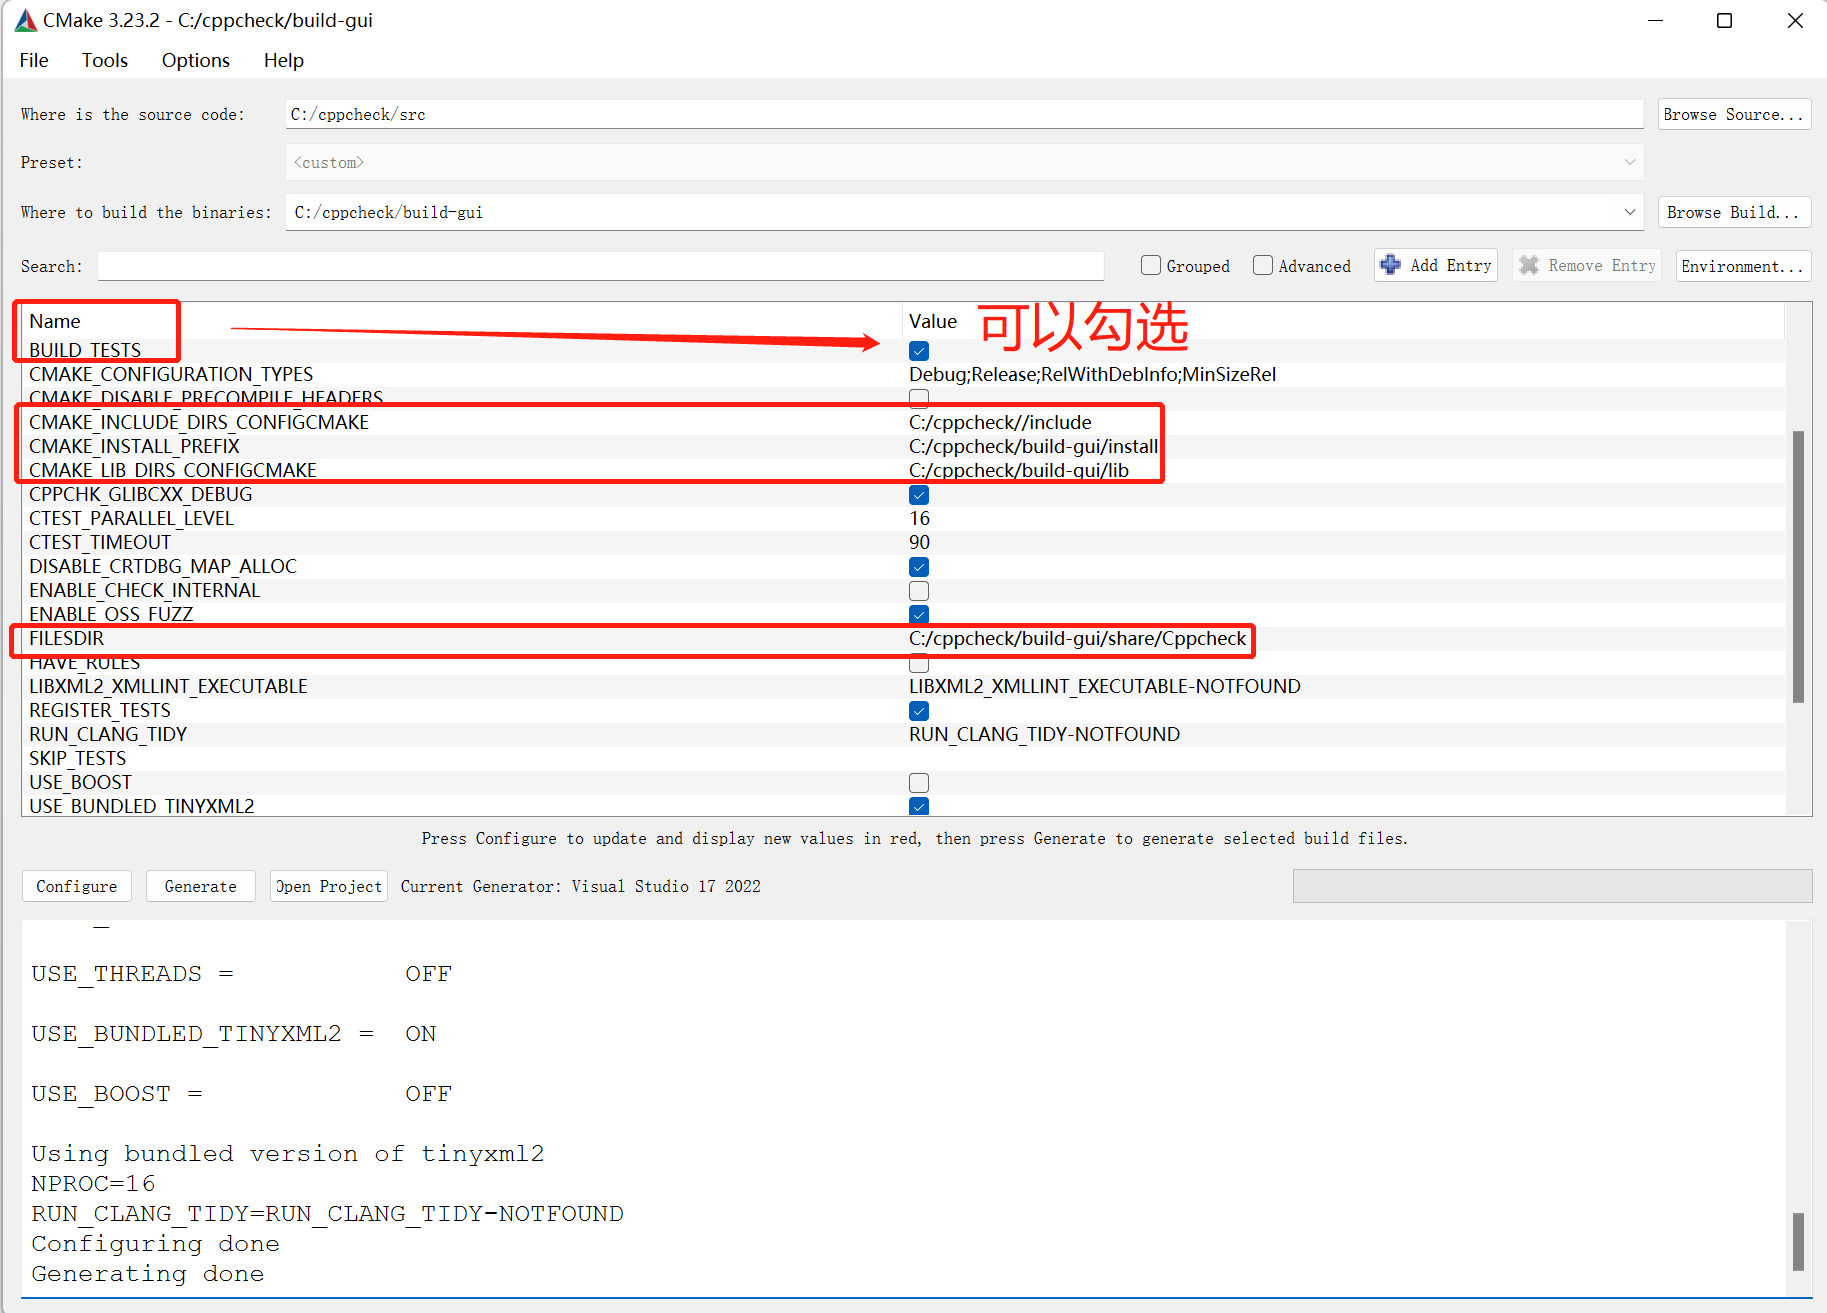 CMake 3.23.2 - C:/cppcheck/build-gui
File Tools Options Help
Where is the source code: C:/cppcheck/src Browse Source...
Preset: <custom>
Where to build the binaries: C:/cppcheck/build-gui Browse Build...
Search: Grouped Advanced Add Entry Remove Entry Environment...
Name Value 可以勾选
BUILD_TESTS
CMAKE_CONFIGURATION_TYPES Debug;Release;RelWithDebInfo;MinSizeRel
CMAKE_DISABLE_PRECOMPILE_HEADERS
CMAKE_INCLUDE_DIRS_CONFIGCMAKE C:/cppcheck//include
CMAKE_INSTALL_PREFIX C:/cppcheck/build-gui/install
CMAKE_LIB_DIRS_CONFIGCMAKE C:/cppcheck/build-gui/lib
CPPCHK_GLIBCXX_DEBUG
CTEST_PARALLEL_LEVEL 16
CTEST_TIMEOUT 90
DISABLE_CRTDBG_MAP_ALLOC
ENABLE_CHECK_INTERNAL
ENABLE_OSS_FUZZ
FILESDIR C:/cppcheck/build-gui/share/Cppcheck
HAVE_RULES
LIBXML2_XMLLINT_EXECUTABLE LIBXML2_XMLLINT_EXECUTABLE-NOTFOUND
REGISTER_TESTS
RUN_CLANG_TIDY RUN_CLANG_TIDY-NOTFOUND
SKIP_TESTS
USE_BOOST
USE_BUNDLED_TINYXML2
Press Configure to update and display new values in red, then press Generate to generate selected build files.
Configure Generate Open Project Current Generator: Visual Studio 17 2022
USE_THREADS = OFF
USE_BUNDLED_TINYXML2 = ON
USE_BOOST = OFF
Using bundled version of tinyxml2
NPROC=16
RUN_CLANG_TIDY=RUN_CLANG_TIDY-NOTFOUND
Configuring done
Generating done